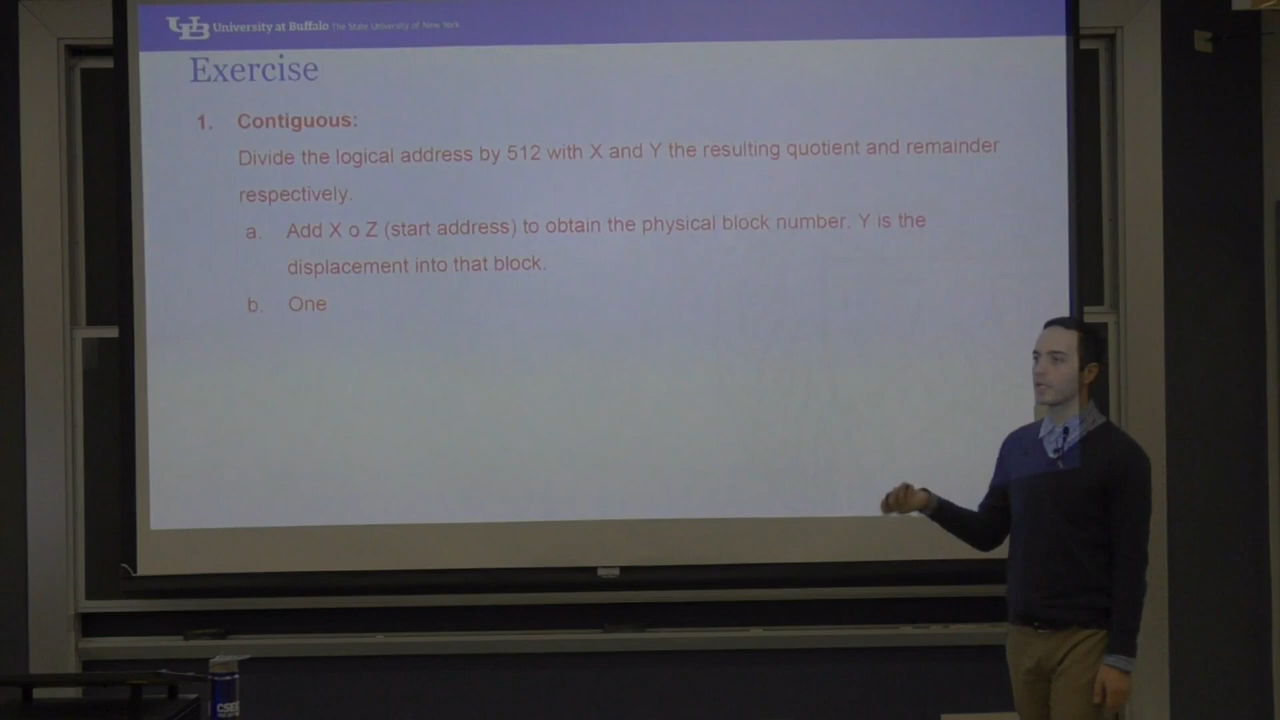 University at Buffalo The State University of New York
Exercise
1. Contiguous:
Divide the logical address by 512 with X and Y the resulting quotient and remainder
respectively.
a. Add X o Z (start address) to obtain the physical block number. Y is the
displacement into that block.
b. One
CSE